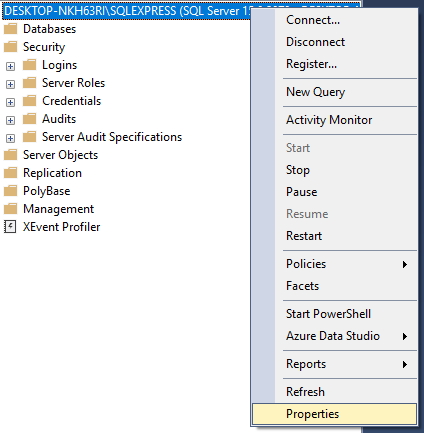 DESKTOP-NKH63RI\SQLEXPRESS (SQL Server 15
Databases
Security
Logins
Server Roles
Credentials
Audits
Server Audit Specifications
Server Objects
Replication
PolyBase
Management
XEvent Profiler
Connect...
Disconnect
Register...
New Query
Activity Monitor
Start
Stop
Pause
Resume
Restart
Policies
Facets
Start PowerShell
Azure Data Studio
Reports
Refresh
Properties